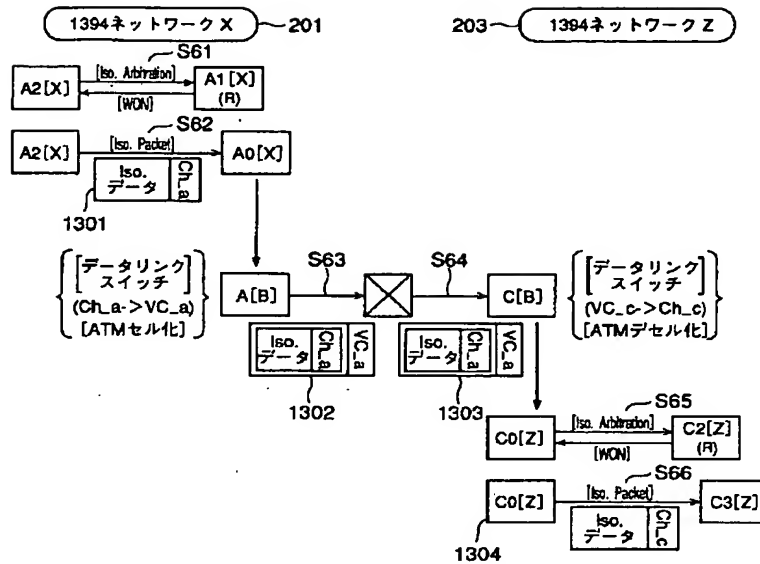 1394ネットワーク X
201
203
1394ネットワーク Z
S61
[Iso. Arbitration]
A2[X]
A1[X]
(R)
[WON]
S62
[Iso. Packet]
A2[X]
A0[X]
Iso.
データ
Ch_a
1301
[データリンク
スイッチ]
(Ch_a->VC_a)
[ATMセル化]
A[B]
S63
S64
C[B]
[データリンク
スイッチ]
(VC_c->Ch_c)
[ATMデセル化]
Iso.
データ
Ch_a
VC_a
1302
Iso.
データ
Ch_a
VC_a
1303
S65
C0[Z]
[Iso. Arbitration]
[WON]
C2[Z]
(R)
S66
C0[Z]
[Iso. Packet]
C3[Z]
Iso.
データ
Ch_c
1304